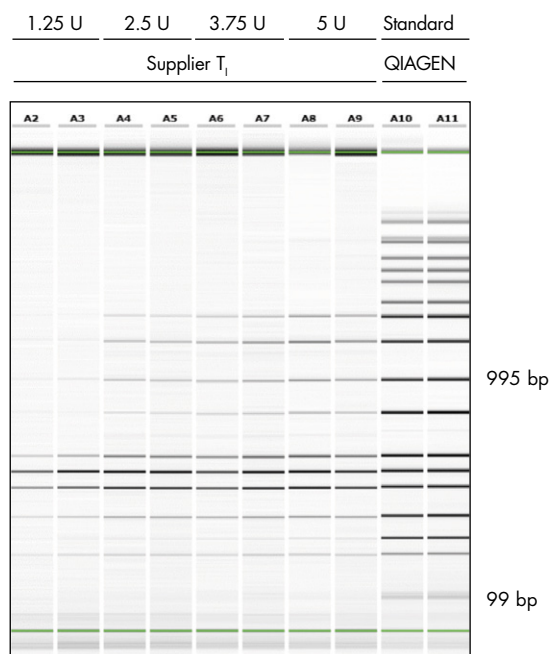 1.25 U 2.5 U 3.75 U 5 U Standard
Supplier T_I QIAGEN
A2 A3 A4 A5 A6 A7 A8 A9 A10 A11
995 bp
99 bp